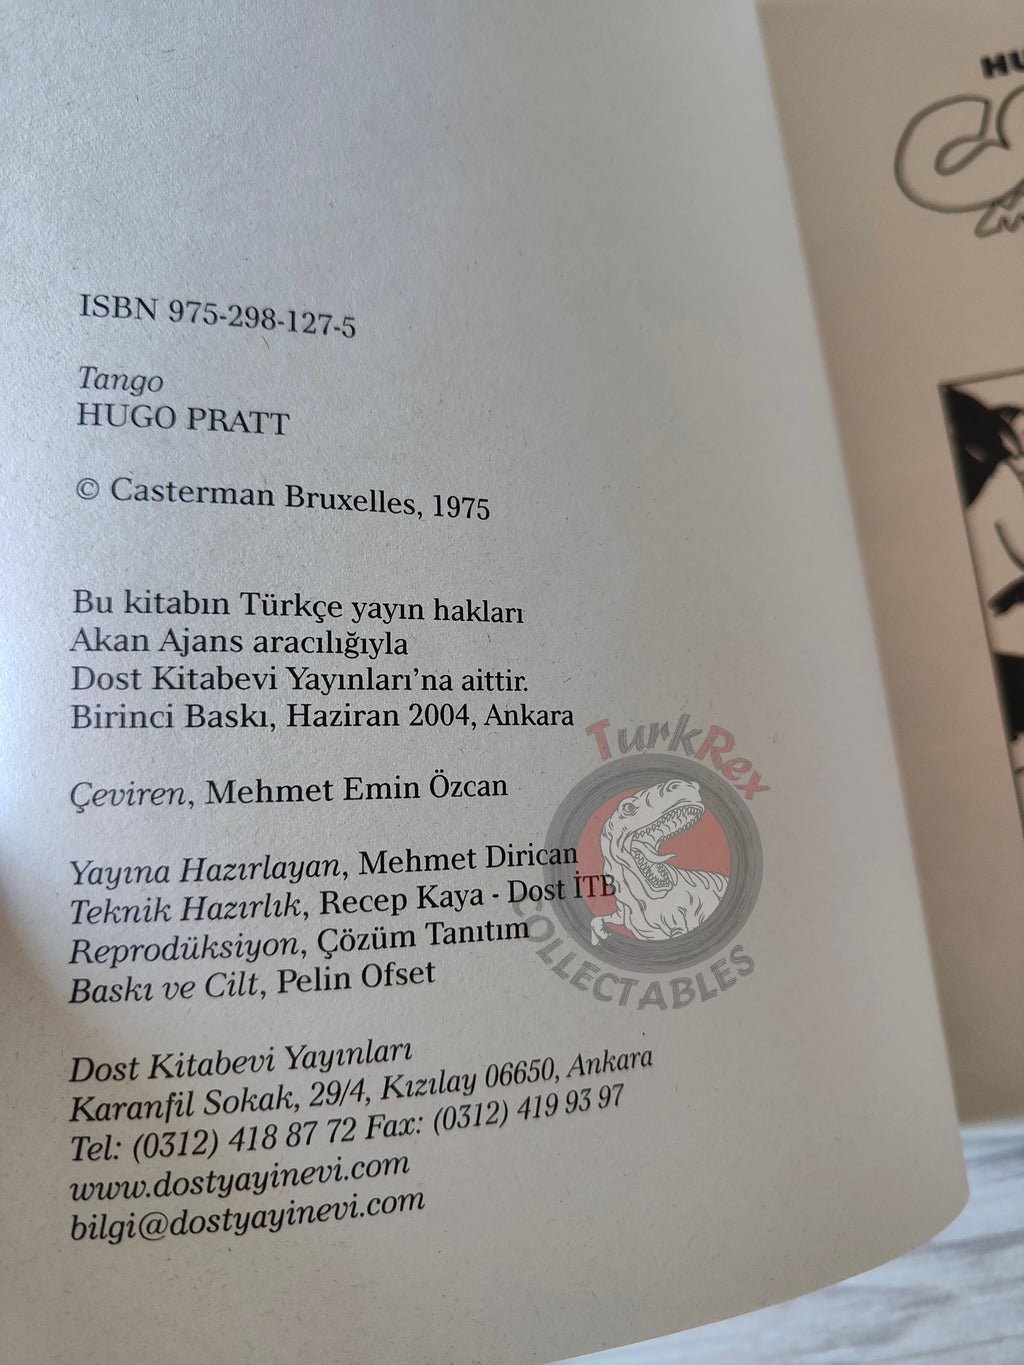 ISBN 975-298-127-5
Tango
HUGO PRATT
© Casterman Bruxelles, 1975
Bu kitabın Türkçe yayın hakları
Akan Ajans aracılığıyla
Dost Kitabevi Yayınları'na aittir.
Birinci Baskı, Haziran 2004, Ankara
Çeviren, Mehmet Emin Özcan
Yayına Hazırlayan, Mehmet Dirican
Teknik Hazırlık, Recep Kaya - Dost İTB
Reprodüksiyon, Çözüm Tanıtım
Baskı ve Cilt, Pelin Ofset
Dost Kitabevi Yayınları
Karanfil Sokak, 29/4, Kızılay 06650, Ankara
Tel: (0312) 418 87 72 Fax: (0312) 419 93 97
www.dostyayinevi.com
bilgi@dostyayinevi.com
TurkRex
COLLECTABLES